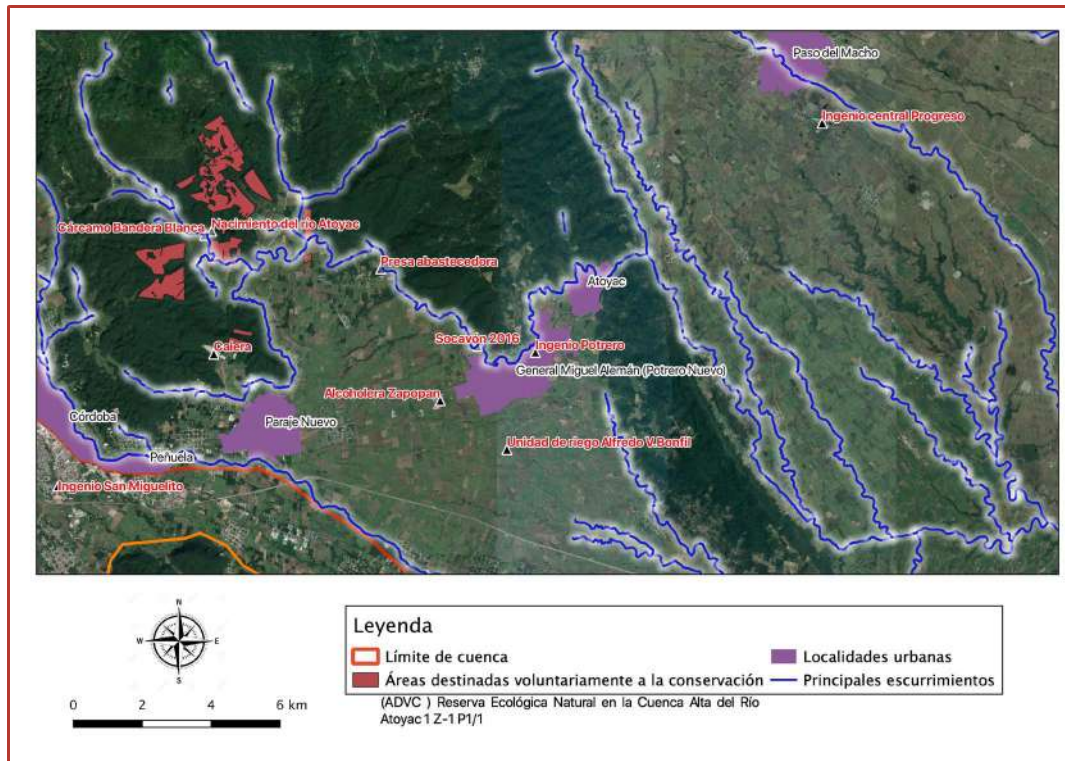 Paso del Macho
Ingenio central Progreso
Cárcamo Bandera Blanca
Nacimiento del río Atoyac
Presa abastecedora
Atoyac
Socavón 2016
Ingenio Potrero
Calera
General Miguel Alemán (Potrero Nuevo)
Alcoholera Zapopan
Córdoba
Paraje Nuevo
Unidad de riego Alfredo V.Bonfil
Peñuela
Ingenio San Miguelito
N
W
E
S
0 2 4 6 km
Leyenda
Límite de cuenca
Localidades urbanas
Áreas destinadas voluntariamente a la conservación
Principales escurrimientos
(ADVC ) Reserva Ecológica Natural en la Cuenca Alta del Río
Atoyac 1 Z-1 P1/1